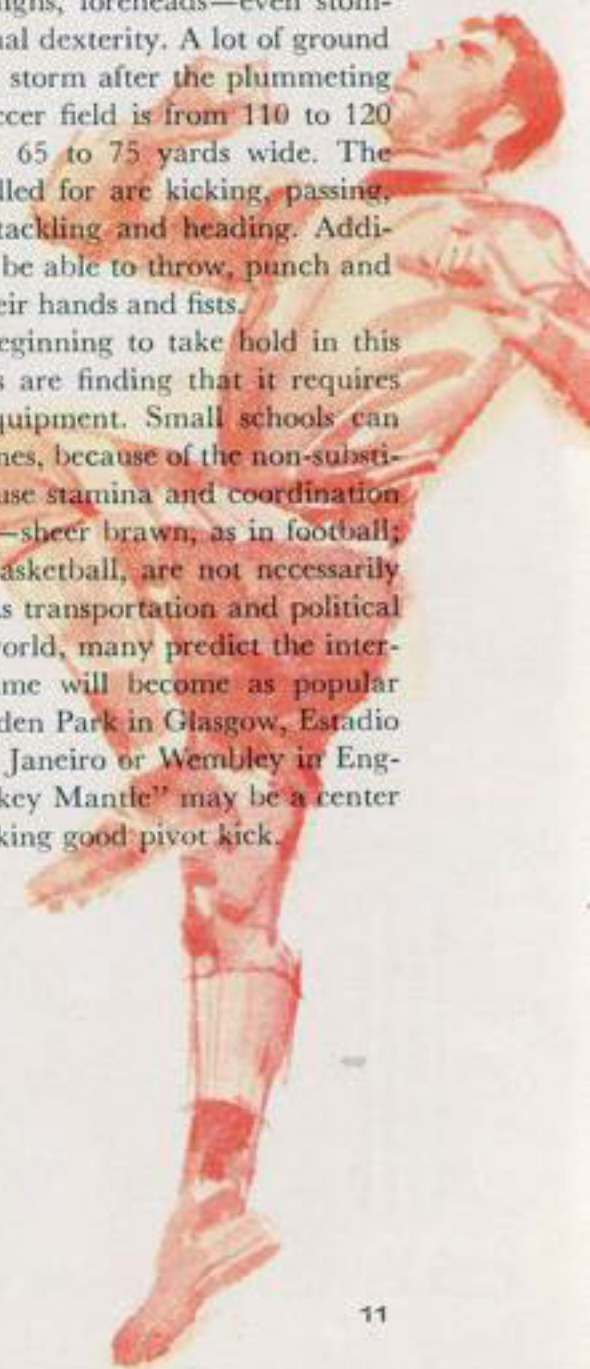 nighs, foreheads—even stom-
nal dexterity. A lot of ground
storm after the plummeting
ccer field is from 110 to 120
65 to 75 yards wide. The
lled for are kicking, passing,
tackling and heading. Addi-
be able to throw, punch and
eir hands and fists.
eginning to take hold in this
s are finding that it requires
quipment. Small schools can
nes, because of the non-substi-
use stamina and coordination
—sheer brawn, as in football;
asketball, are not necessarily
s transportation and political
vorld, many predict the inter-
me will become as popular
den Park in Glasgow, Estadio
Janeiro or Wembley in Eng-
key Mantle” may be a center
king good pivot kick.
11